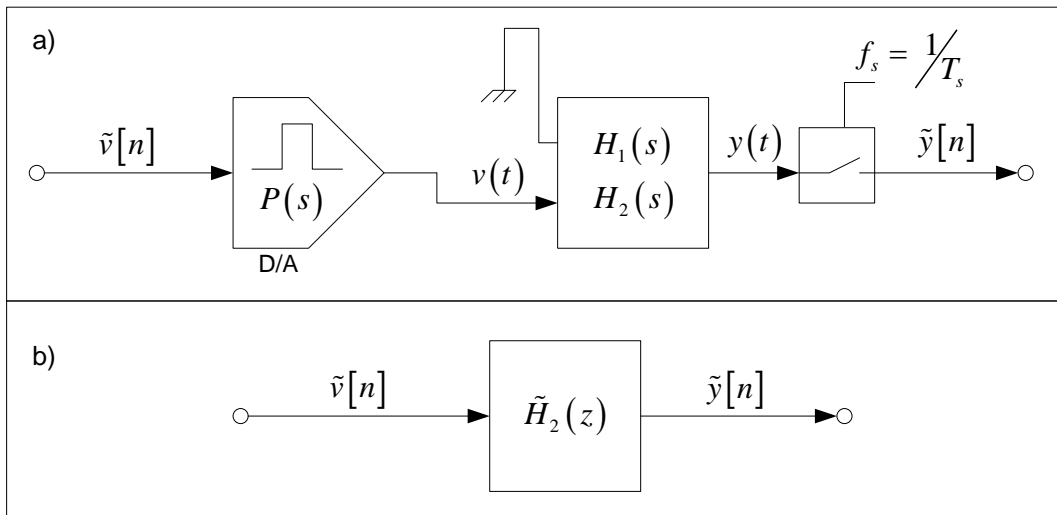 a)
f_s = 1/T_s
ṽ[n]
P(s)
D/A
v(t)
H_1(s)
H_2(s)
y(t)
ỹ[n]
b)
ṽ[n]
H̃_2(z)
ỹ[n]